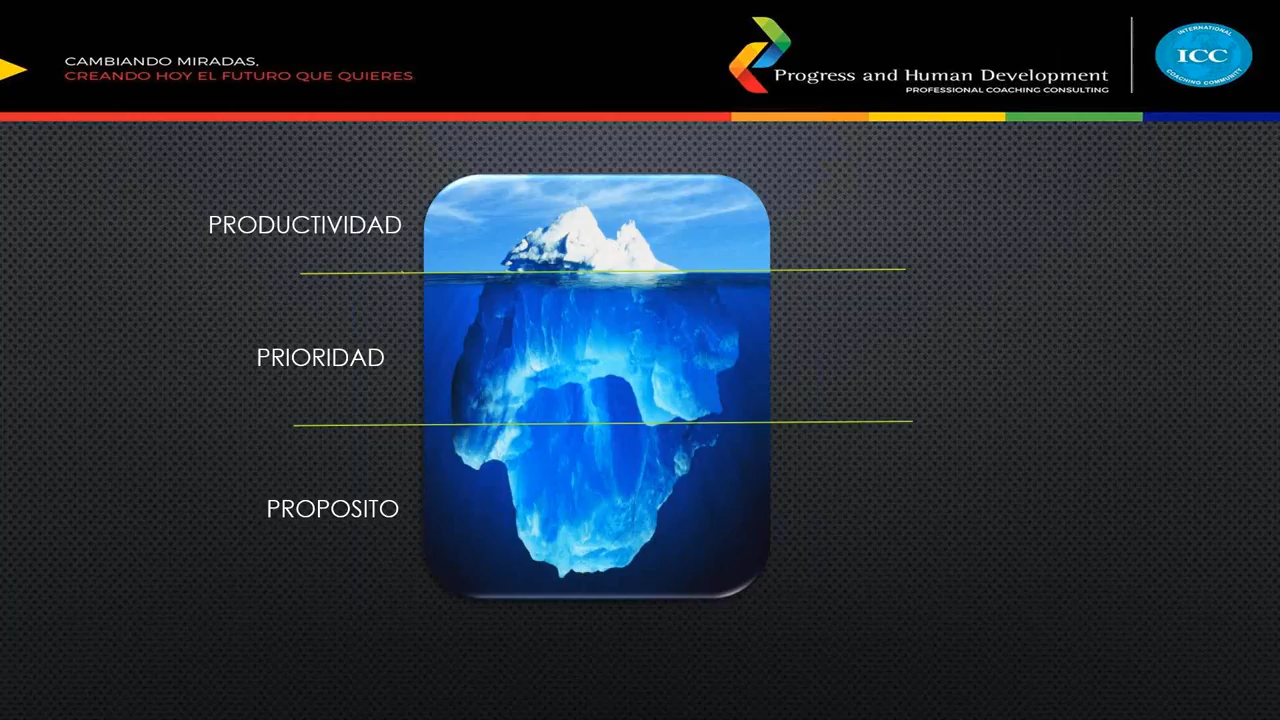 CAMBIANDO MIRADAS,
CREANDO HOY EL FUTURO QUE QUIERES
Progress and Human Development
PROFESSIONAL COACHING CONSULTING
INTERNATIONAL
ICC
COACHING COMMUNITY
PRODUCTIVIDAD
PRIORIDAD
PROPOSITO